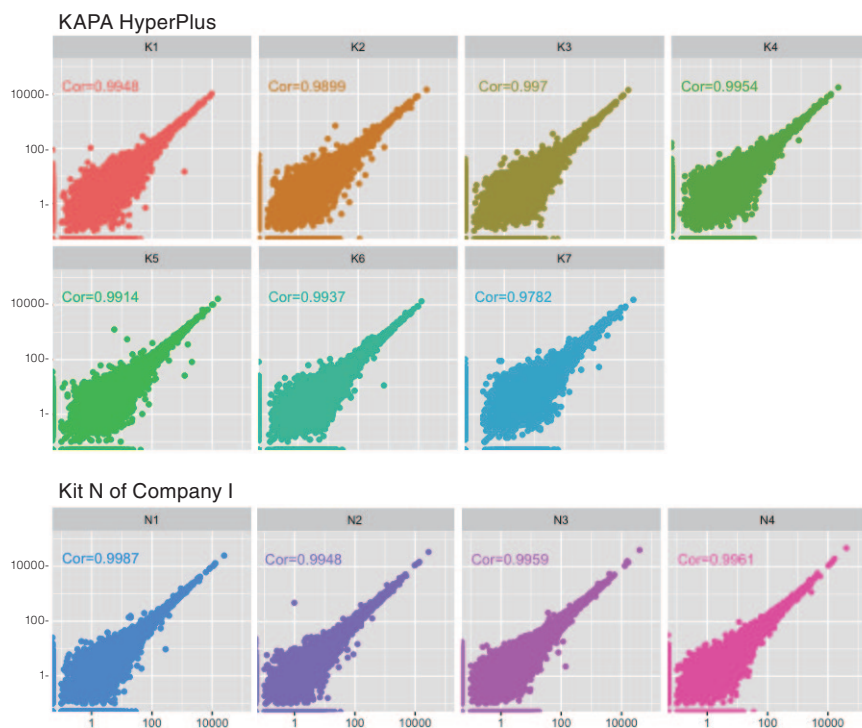 KAPA HyperPlus
K1 K2 K3 K4
Cor=0.9948 Cor=0.9899 Cor=0.997 Cor=0.9954
10000-
100-
1-
K5 K6 K7
Cor=0.9914 Cor=0.9937 Cor=0.9782
10000-
100-
1-
Kit N of Company I
N1 N2 N3 N4
Cor=0.9987 Cor=0.9948 Cor=0.9959 Cor=0.9961
10000-
100-
1-
1 100 10000 1 100 10000 1 100 10000 1 100 10000